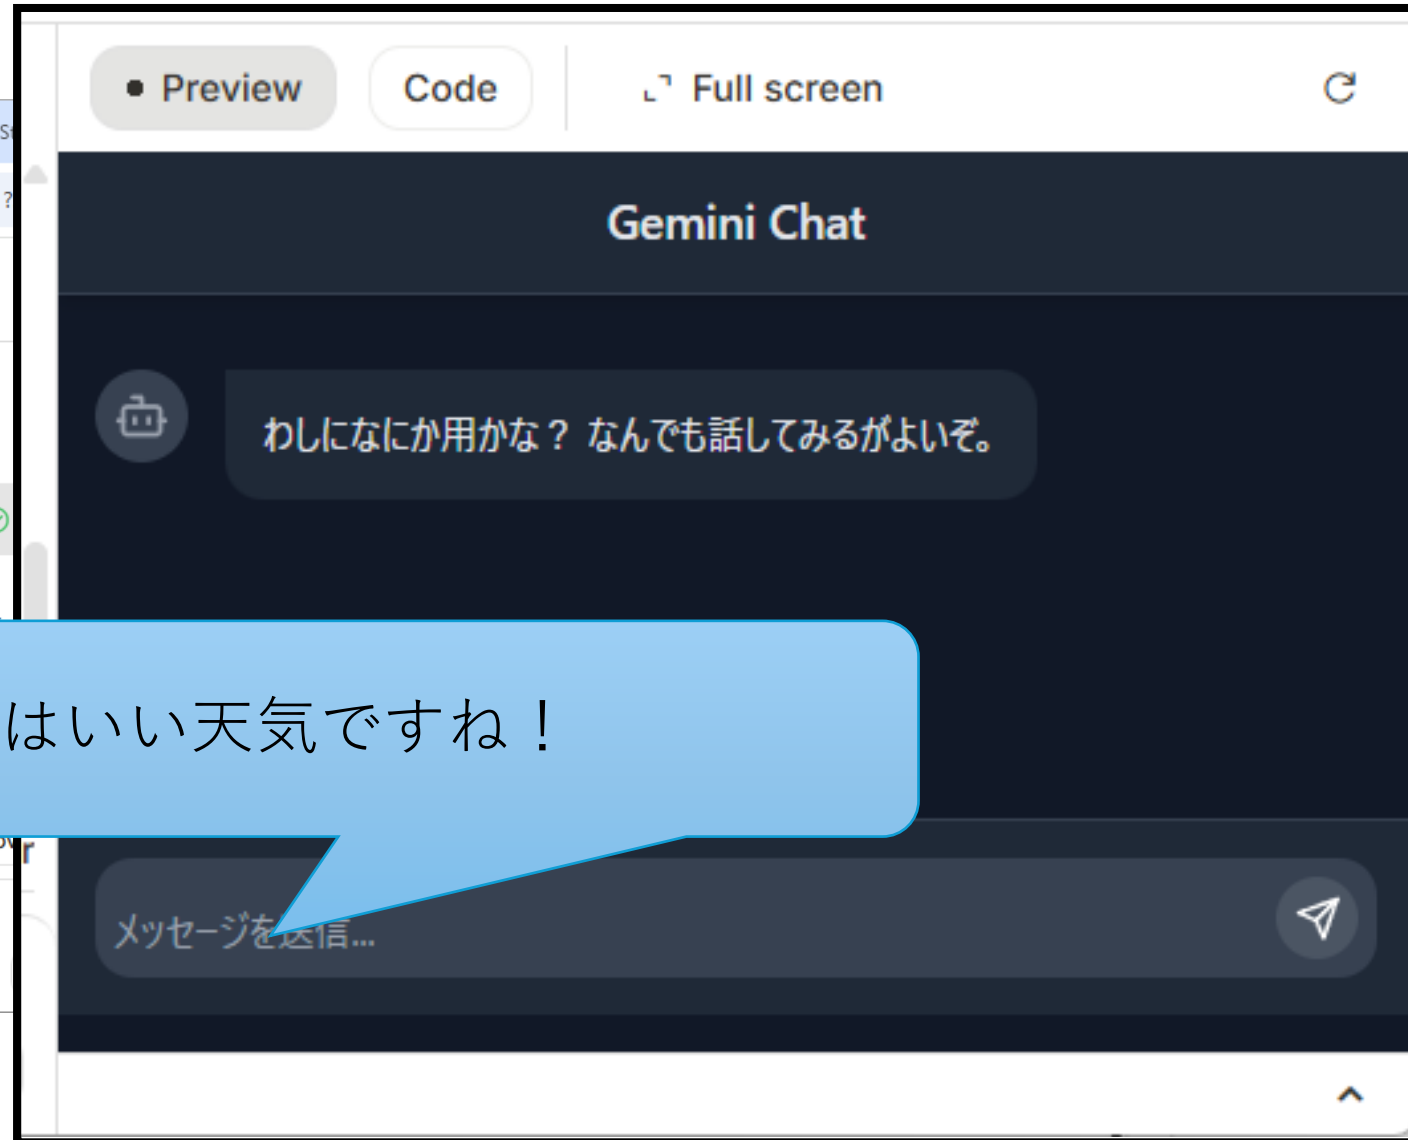 Preview Code Full screen
Gemini Chat
わしになにか用かな？ なんでも話してみるがよいぞ。
はいい天気ですね！
メッセージを送信...